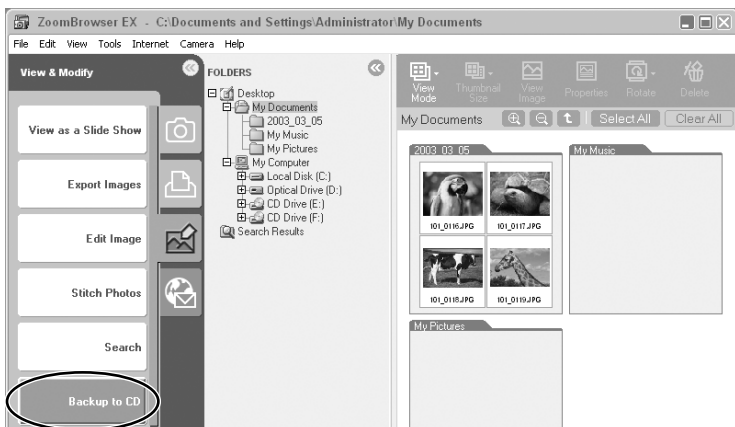 ZoomBrowser EX - C:\Documents and Settings\Administrator\My Documents
File Edit View Tools Internet Camera Help
View & Modify
View as a Slide Show
Export Images
Edit Image
Stitch Photos
Search
Backup to CD
FOLDERS
Desktop
My Documents
2003_03_05
My Music
My Pictures
My Computer
Local Disk (C:)
Optical Drive (D:)
CD Drive (E:)
CD Drive (F:)
Search Results
View Mode
Thumbnail Size
View Image
Properties
Rotate
Delete
My Documents
Select All
Clear All
2003_03_05
101_0116.JPG
101_0117.JPG
101_0118.JPG
101_0119.JPG
My Music
My Pictures